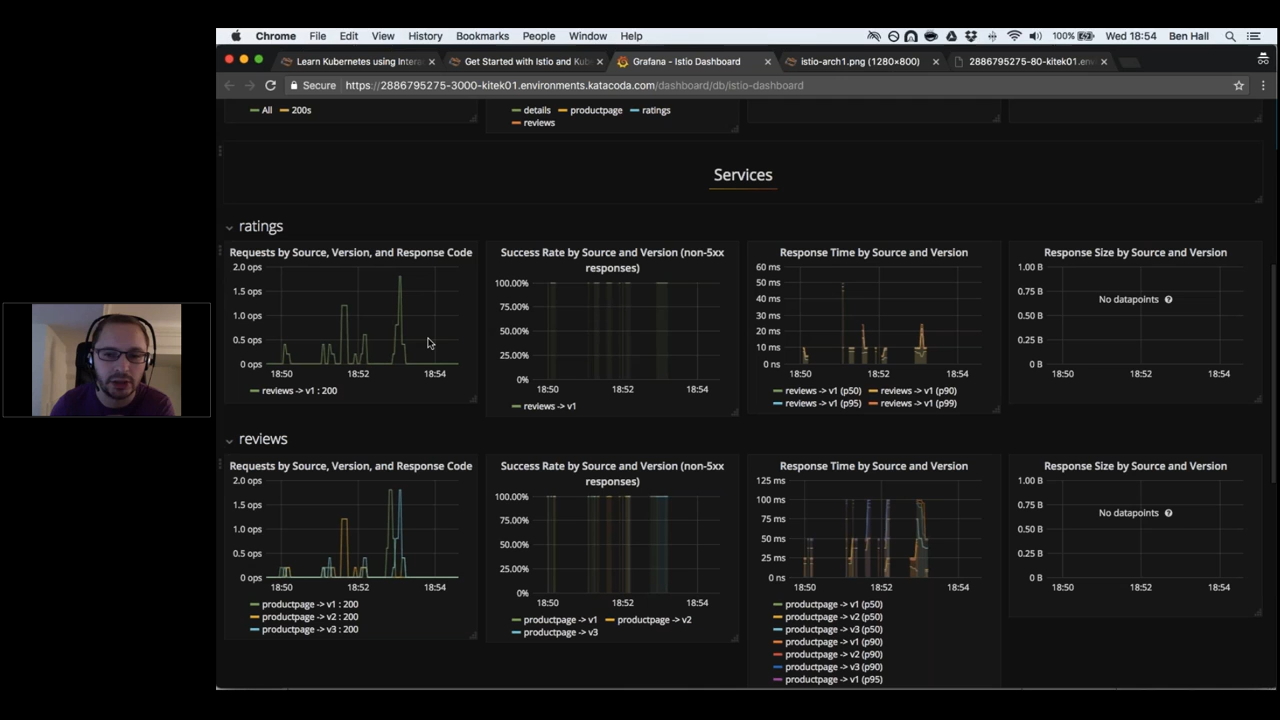 Chrome File Edit View History Bookmarks People Window Help 100% Wed 18:54 Ben Hall
Learn Kubernetes using Intera Get Started with Istio and Kub Grafana - Istio Dashboard istio-arch1.png (1280×800) 2886795275-80-kitek01.env
Secure https://2886795275-3000-kitek01.environments.katacoda.com/dashboard/db/istio-dashboard
All 200s
details productpage ratings
reviews
Services
ratings
Requests by Source, Version, and Response Code
2.0 ops
1.5 ops
1.0 ops
0.5 ops
0 ops
18:50 18:52 18:54
reviews -> v1 : 200
Success Rate by Source and Version (non-5xx
responses)
100.00%
75.00%
50.00%
25.00%
0%
18:50 18:52 18:54
reviews -> v1
Response Time by Source and Version
60 ms
50 ms
40 ms
30 ms
20 ms
10 ms
0 ns
18:50 18:52 18:54
reviews -> v1 (p50) reviews -> v1 (p90)
reviews -> v1 (p95) reviews -> v1 (p99)
Response Size by Source and Version
1.00 B
0.75 B
0.50 B
0.25 B
0 B
No datapoints
18:50 18:52 18:54
reviews
Requests by Source, Version, and Response Code
2.0 ops
1.5 ops
1.0 ops
0.5 ops
0 ops
18:50 18:52 18:54
productpage -> v1 : 200
productpage -> v2 : 200
productpage -> v3 : 200
Success Rate by Source and Version (non-5xx
responses)
100.00%
75.00%
50.00%
25.00%
0%
18:50 18:52 18:54
productpage -> v1 productpage -> v2
productpage -> v3
Response Time by Source and Version
125 ms
100 ms
75 ms
50 ms
25 ms
0 ns
18:50 18:52 18:54
productpage -> v1 (p50)
productpage -> v2 (p50)
productpage -> v3 (p50)
productpage -> v1 (p90)
productpage -> v2 (p90)
productpage -> v3 (p90)
productpage -> v1 (p95)
Response Size by Source and Version
1.00 B
0.75 B
0.50 B
0.25 B
0 B
No datapoints
18:50 18:52 18:54